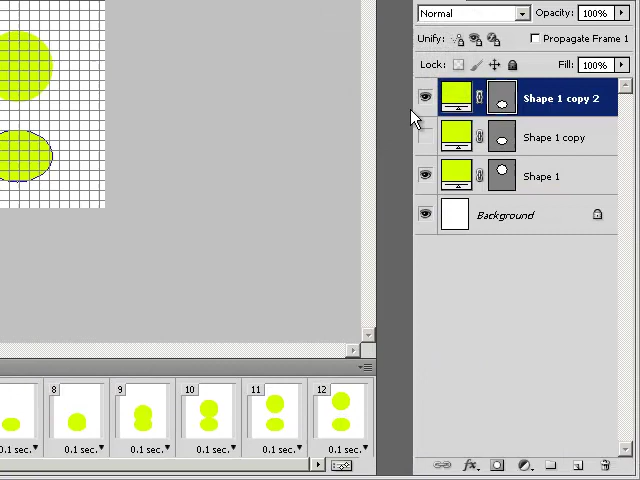 Normal Opacity: 100%
Unify: Propagate Frame 1
Lock: Fill: 100%
Shape 1 copy 2
Shape 1 copy
Shape 1
Background
8 9 10 11 12
0.1 sec. 0.1 sec. 0.1 sec. 0.1 sec. 0.1 sec. 0.1 sec.
fx